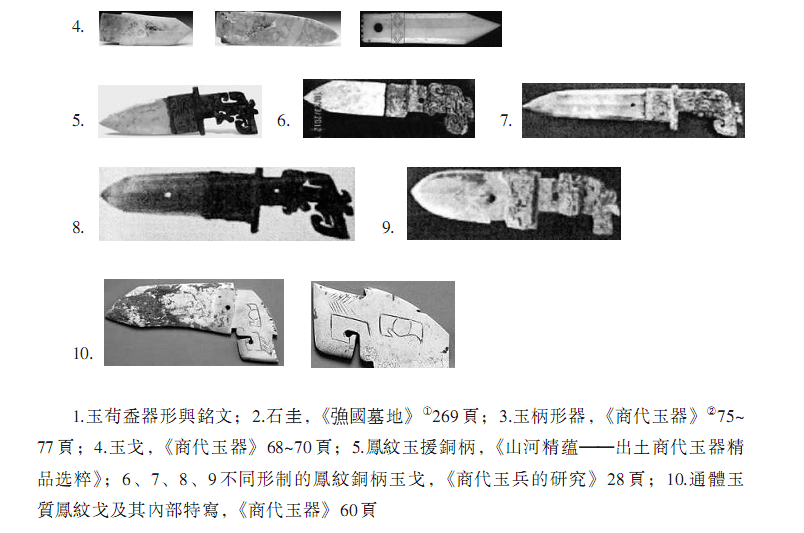 4.
5. 6. 7.
8. 9.
10.
1.玉茍盉器形與銘文；2.石圭，《強國墓地》①269頁；3.玉柄形器，《商代玉器》②75~
77頁；4.玉戈，《商代玉器》68~70頁；5.鳳紋玉援銅柄，《山河精蕴——出土商代玉器精
品选粹》；6、7、8、9不同形制的鳳紋銅柄玉戈，《商代玉兵的研究》28頁；10.通體玉
質鳳紋戈及其內部特寫，《商代玉器》60頁